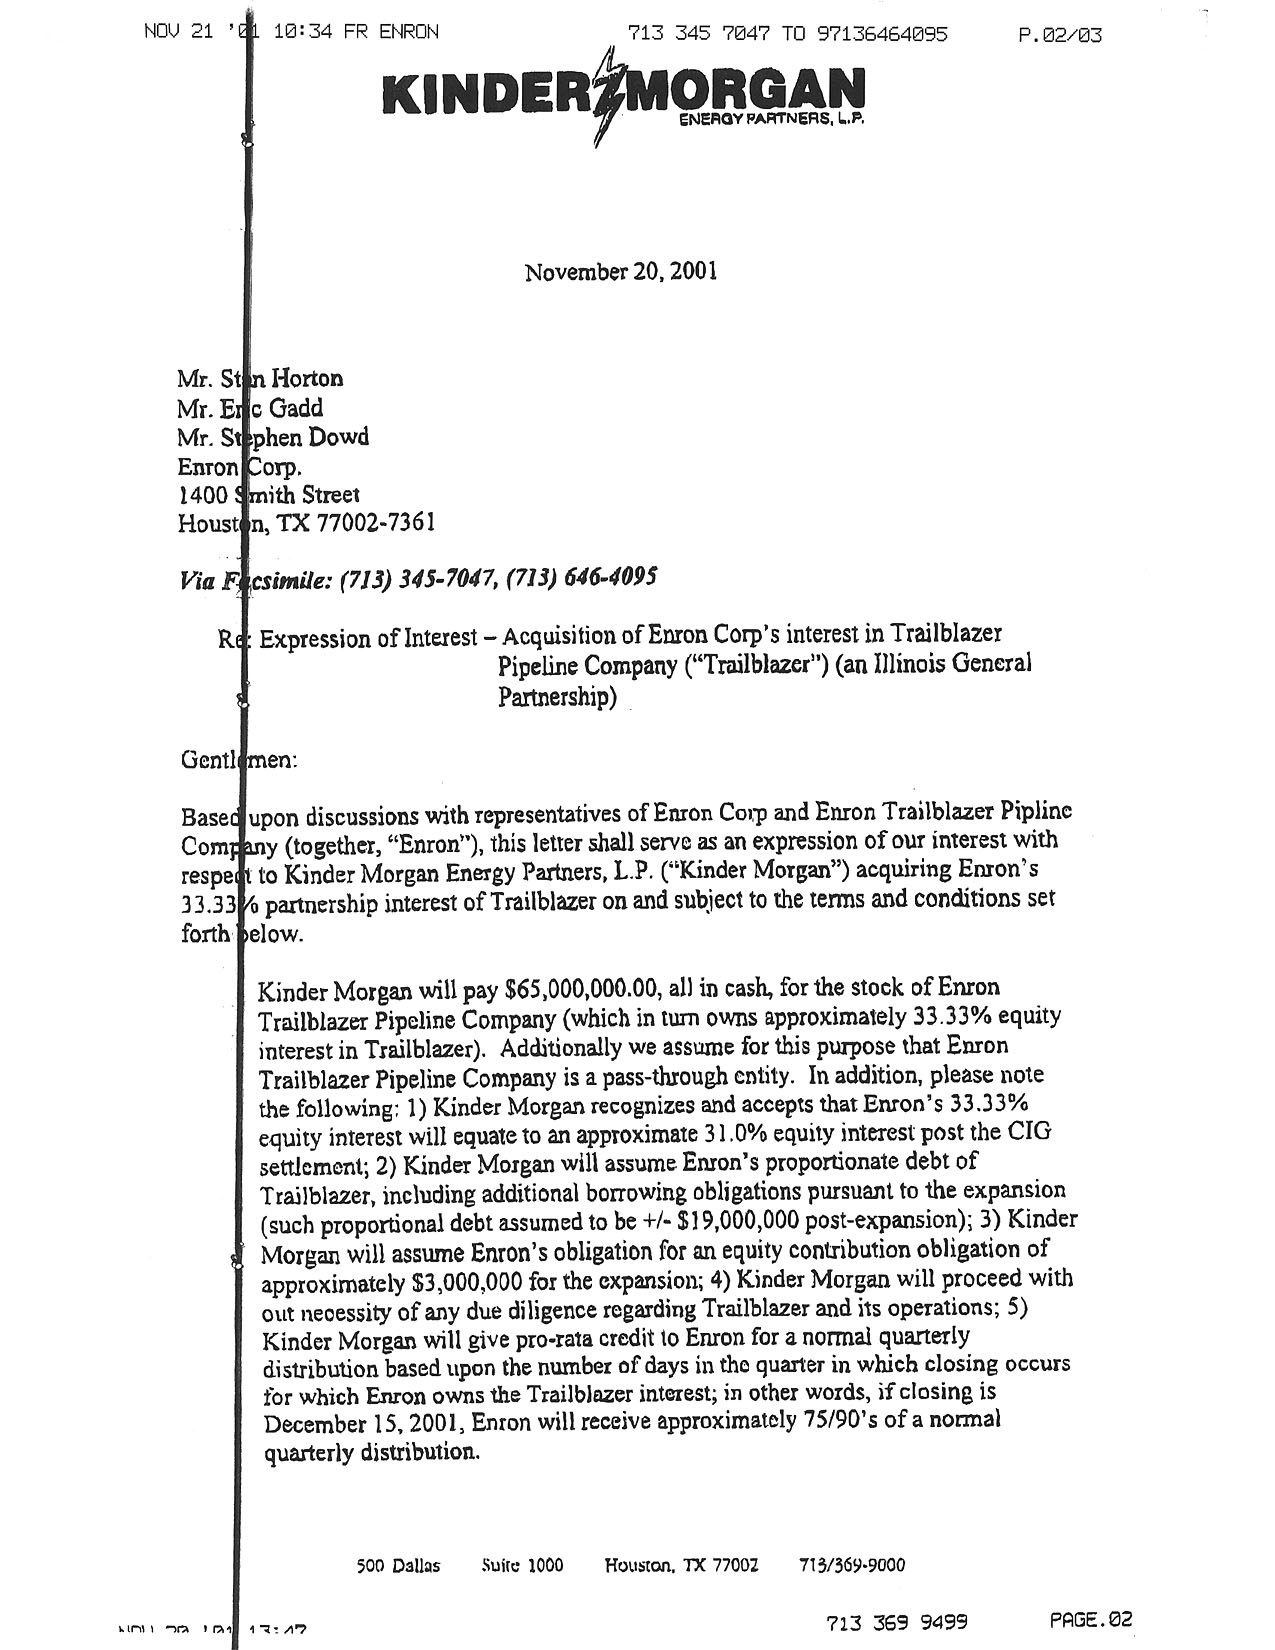 NOV 21 '01 10:34 FR ENRON 713 345 7047 TO 97136464095 P.02/03
KINDER MORGAN
ENERGY PARTNERS, L.P.
November 20, 2001
Mr. Stan Horton
Mr. Eric Gadd
Mr. Stephen Dowd
Enron Corp.
1400 Smith Street
Houston, TX 77002-7361
Via Facsimile: (713) 345-7047, (713) 646-4095
Re: Expression of Interest – Acquisition of Enron Corp's interest in Trailblazer
Pipeline Company ("Trailblazer") (an Illinois General
Partnership)
Gentlemen:
Based upon discussions with representatives of Enron Corp and Enron Trailblazer Pipline
Company (together, "Enron"), this letter shall serve as an expression of our interest with
respect to Kinder Morgan Energy Partners, L.P. ("Kinder Morgan") acquiring Enron's
33.33% partnership interest of Trailblazer on and subject to the terms and conditions set
forth below.
Kinder Morgan will pay $65,000,000.00, all in cash, for the stock of Enron
Trailblazer Pipeline Company (which in turn owns approximately 33.33% equity
interest in Trailblazer). Additionally we assume for this purpose that Enron
Trailblazer Pipeline Company is a pass-through entity. In addition, please note
the following: 1) Kinder Morgan recognizes and accepts that Enron's 33.33%
equity interest will equate to an approximate 31.0% equity interest post the CIG
settlement; 2) Kinder Morgan will assume Enron's proportionate debt of
Trailblazer, including additional borrowing obligations pursuant to the expansion
(such proportional debt assumed to be +/- $19,000,000 post-expansion); 3) Kinder
Morgan will assume Enron's obligation for an equity contribution obligation of
approximately $3,000,000 for the expansion; 4) Kinder Morgan will proceed with
out necessity of any due diligence regarding Trailblazer and its operations; 5)
Kinder Morgan will give pro-rata credit to Enron for a normal quarterly
distribution based upon the number of days in the quarter in which closing occurs
for which Enron owns the Trailblazer interest; in other words, if closing is
December 15, 2001, Enron will receive approximately 75/90's of a normal
quarterly distribution.
500 Dallas Suite 1000 Houston, TX 77002 713/369-9000
NOV 20 '01 13:47 713 369 9499 PAGE.02